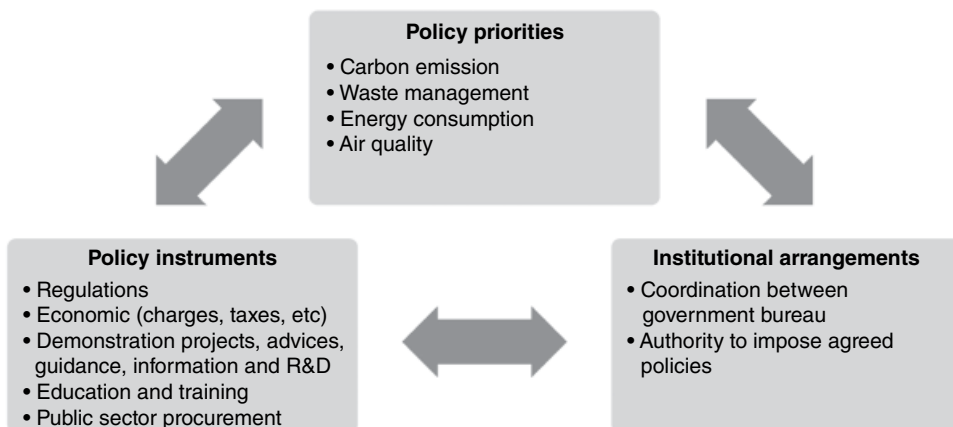 Policy priorities
• Carbon emission
• Waste management
• Energy consumption
• Air quality
Policy instruments
• Regulations
• Economic (charges, taxes, etc)
• Demonstration projects, advices,
guidance, information and R&D
• Education and training
• Public sector procurement
Institutional arrangements
• Coordination between
government bureau
• Authority to impose agreed
policies